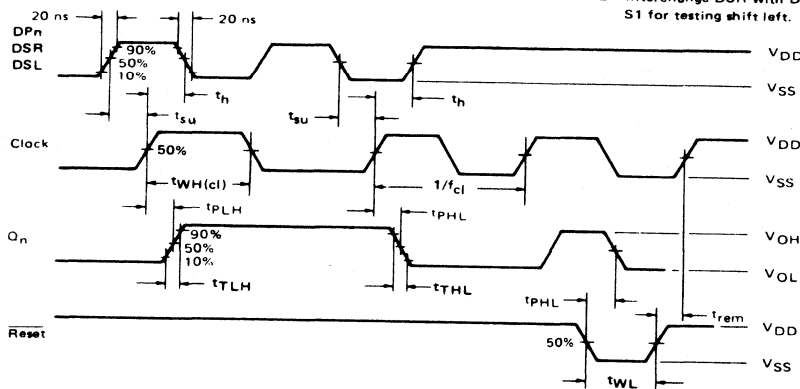 S1 for testing shift left.
20 ns
20 ns
DPn
DSR
DSL
90%
50%
10%
th
tsu
tsu
th
VDD
VSS
Clock
50%
tWH(cl)
1/fcl
VDD
VSS
tPLH
tPHL
Qn
90%
50%
10%
tTLH
tTHL
VOH
VOL
tPHL
trem
Reset
50%
tWL
VDD
VSS